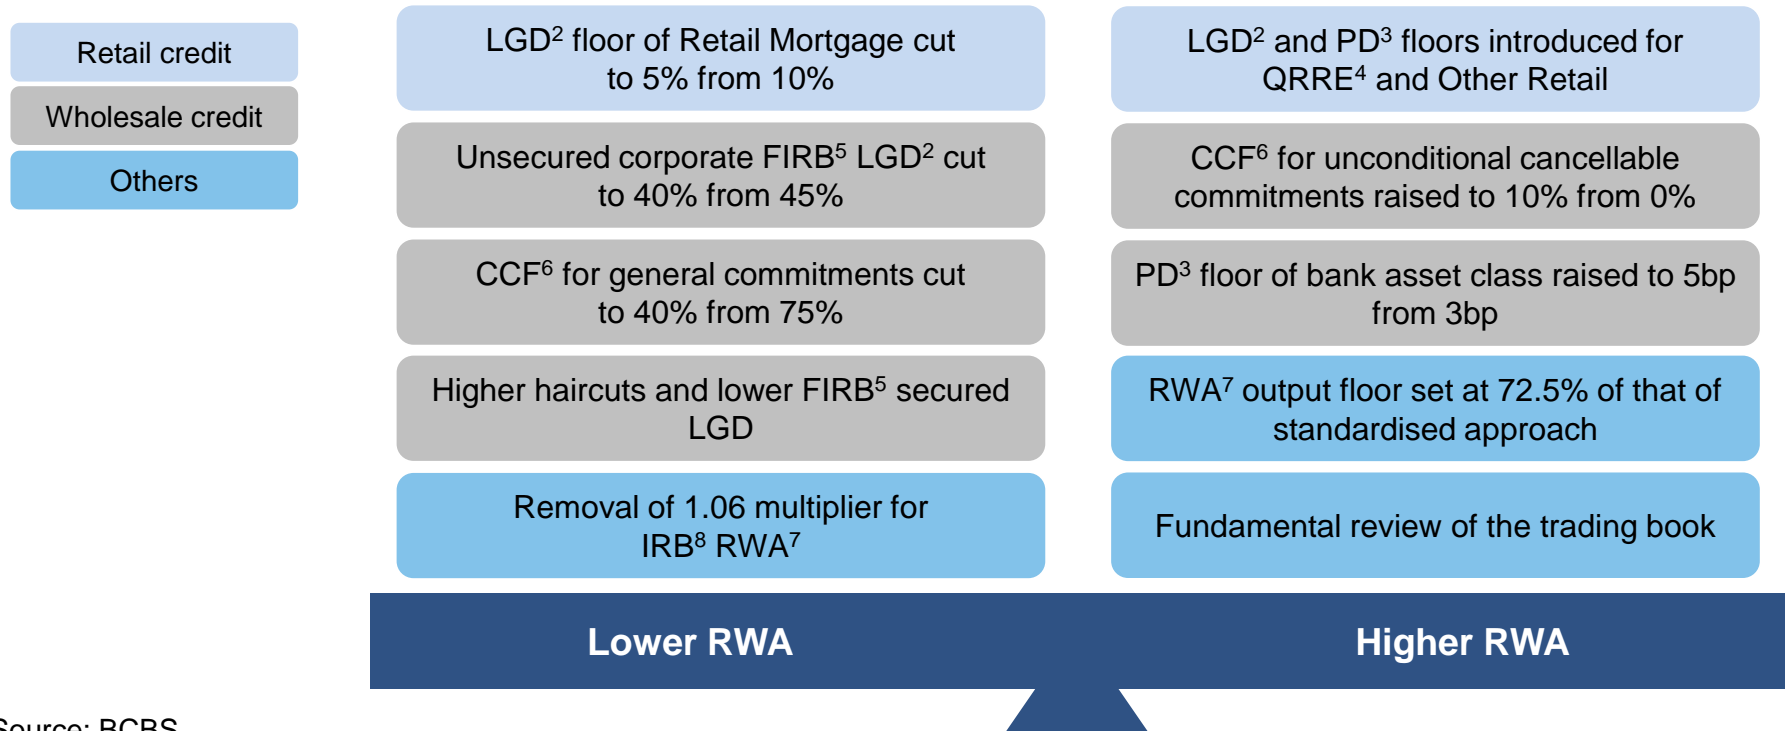 Retail credit
Wholesale credit
Others
LGD² floor of Retail Mortgage cut
to 5% from 10%
Unsecured corporate FIRB⁵ LGD² cut
to 40% from 45%
CCF⁶ for general commitments cut
to 40% from 75%
Higher haircuts and lower FIRB⁵ secured
LGD
Removal of 1.06 multiplier for
IRB⁸ RWA⁷
LGD² and PD³ floors introduced for
QRRE⁴ and Other Retail
CCF⁶ for unconditional cancellable
commitments raised to 10% from 0%
PD³ floor of bank asset class raised to 5bp
from 3bp
RWA⁷ output floor set at 72.5% of that of
standardised approach
Fundamental review of the trading book
Lower RWA
Higher RWA
Source: BCBS